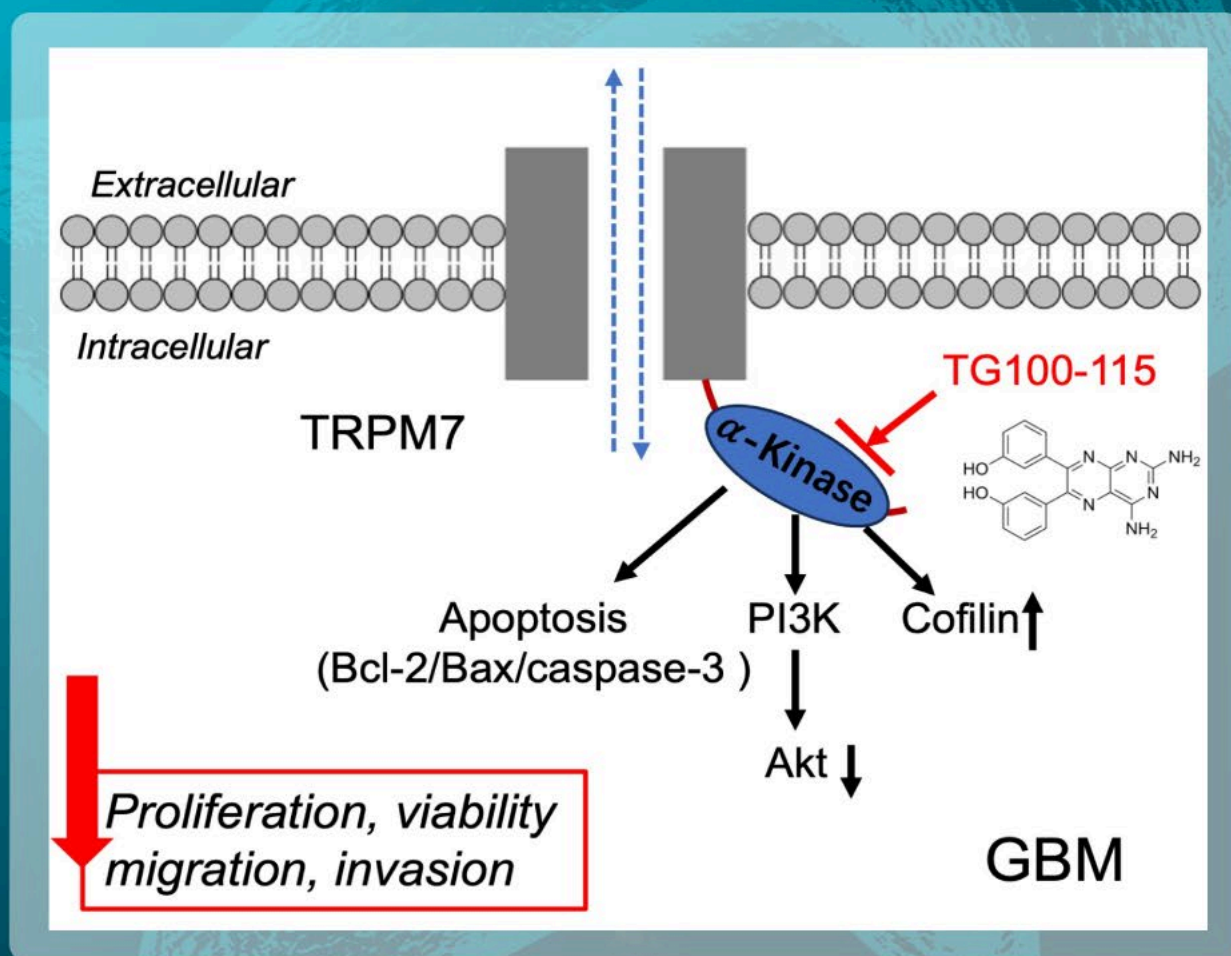 Extracellular
Intracellular
TRPM7
TG100-115
α-Kinase
HO
HO
N
N
N
N
NH₂
NH₂
Apoptosis
(Bcl-2/Bax/caspase-3 )
PI3K
Cofilin
Akt
Proliferation, viability
migration, invasion
GBM